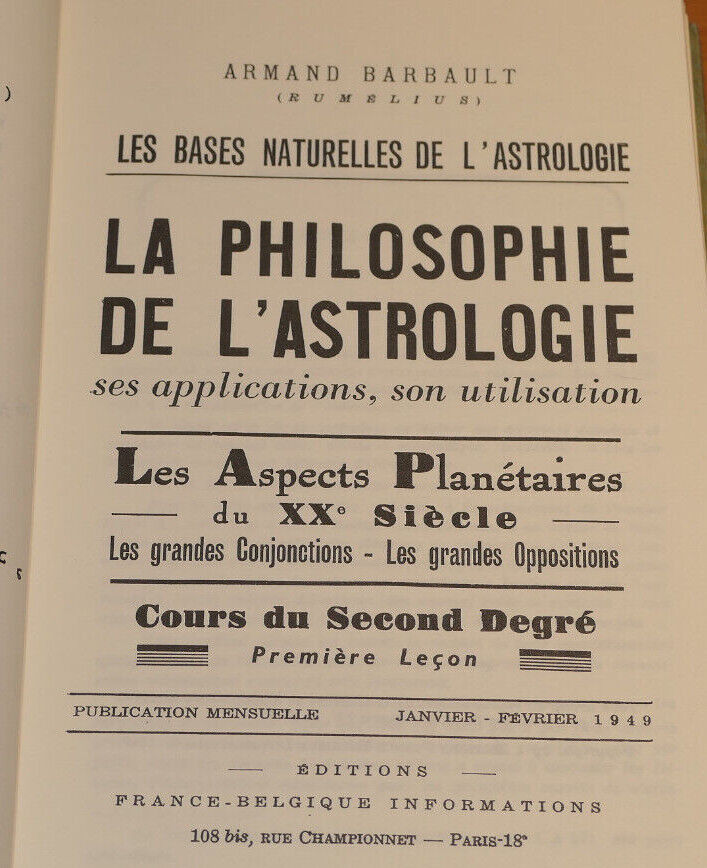 ARMAND BARBAULT
(RUMÉLIUS)
LES BASES NATURELLES DE L'ASTROLOGIE
LA PHILOSOPHIE
DE L'ASTROLOGIE
ses applications, son utilisation
Les Aspects Planétaires
du XXe Siècle
Les grandes Conjonctions - Les grandes Oppositions
Cours du Second Degré
Première Leçon
PUBLICATION MENSUELLE JANVIER - FÉVRIER 1949
ÉDITIONS
FRANCE-BELGIQUE INFORMATIONS
108 bis, RUE CHAMPIONNET — PARIS-18e